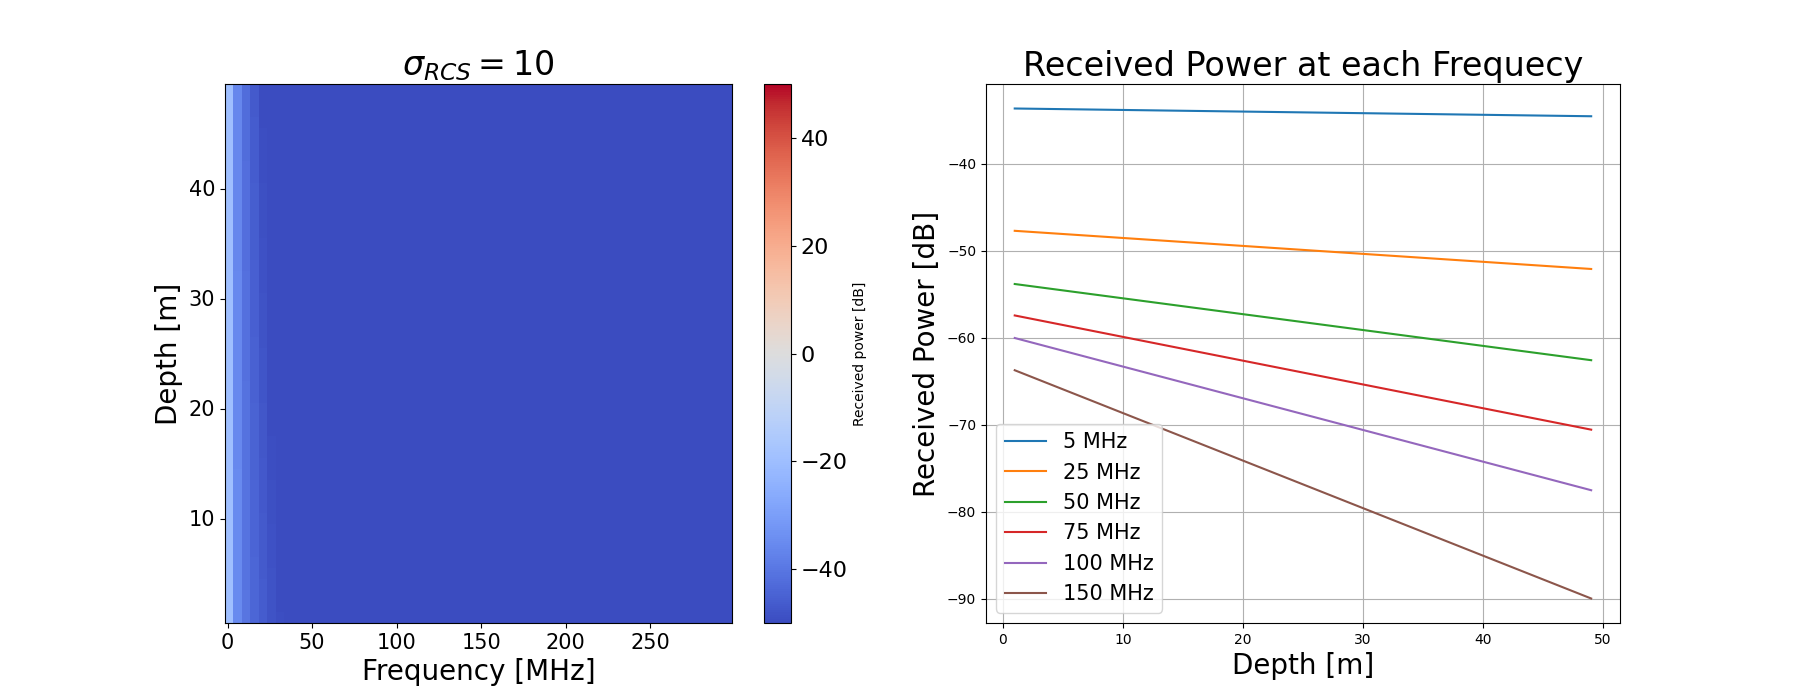 σRCS = 10
40
30
20
10
Depth [m]
0 50 100 150 200 250
Frequency [MHz]
40
20
0
−20
−40
Received power [dB]
Received Power at each Frequecy
−40
−50
−60
−70
−80
−90
Received Power [dB]
5 MHz
25 MHz
50 MHz
75 MHz
100 MHz
150 MHz
0 10 20 30 40 50
Depth [m]